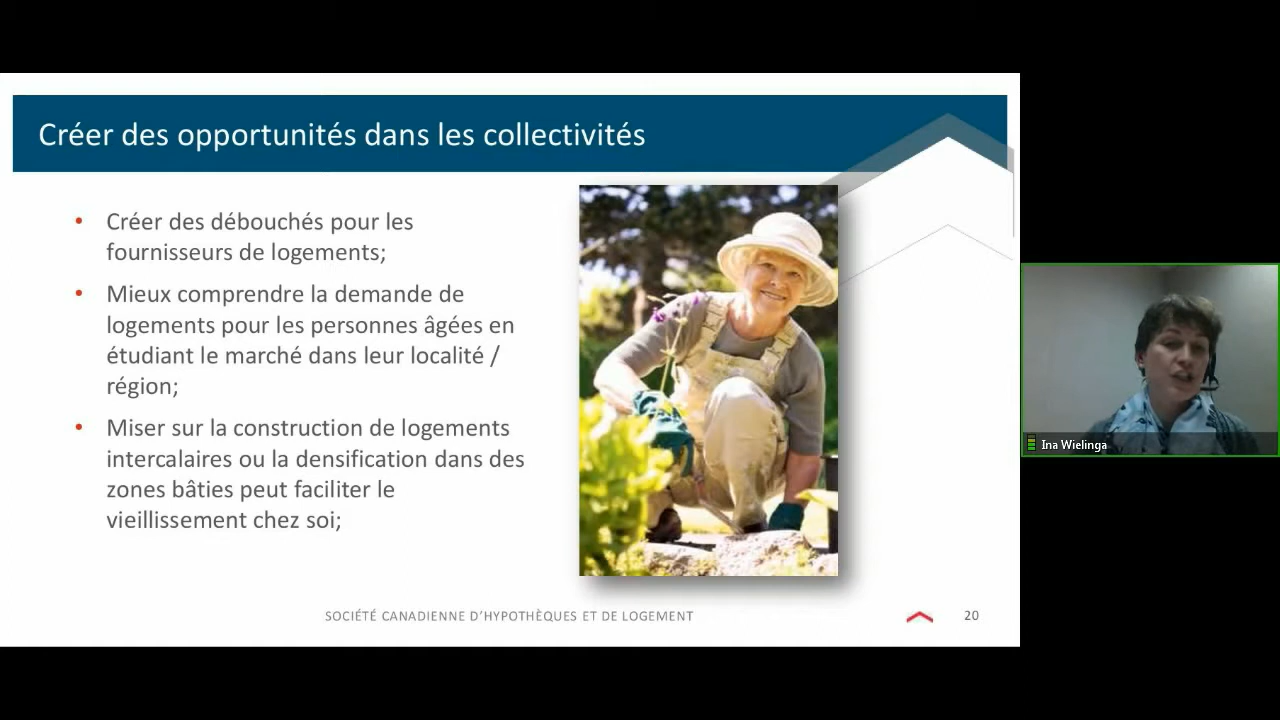 Créer des opportunités dans les collectivités
• Créer des débouchés pour les
fournisseurs de logements;
• Mieux comprendre la demande de
logements pour les personnes âgées en
étudiant le marché dans leur localité /
région;
• Miser sur la construction de logements
intercalaires ou la densification dans des
zones bâties peut faciliter le
vieillissement chez soi;
SOCIÉTÉ CANADIENNE D'HYPOTHÈQUES ET DE LOGEMENT
20
Ina Wielinga